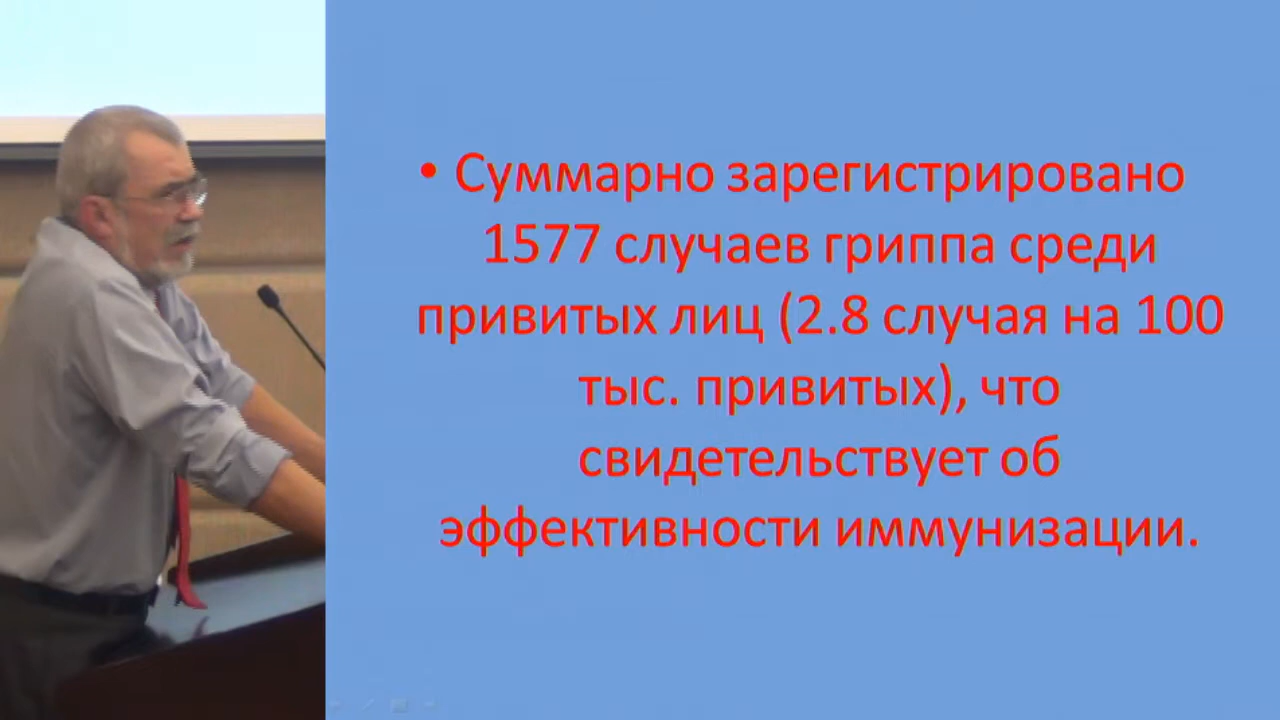 • Суммарно зарегистрировано
1577 случаев гриппа среди
привитых лиц (2.8 случая на 100
тыс. привитых), что
свидетельствует об
эффективности иммунизации.